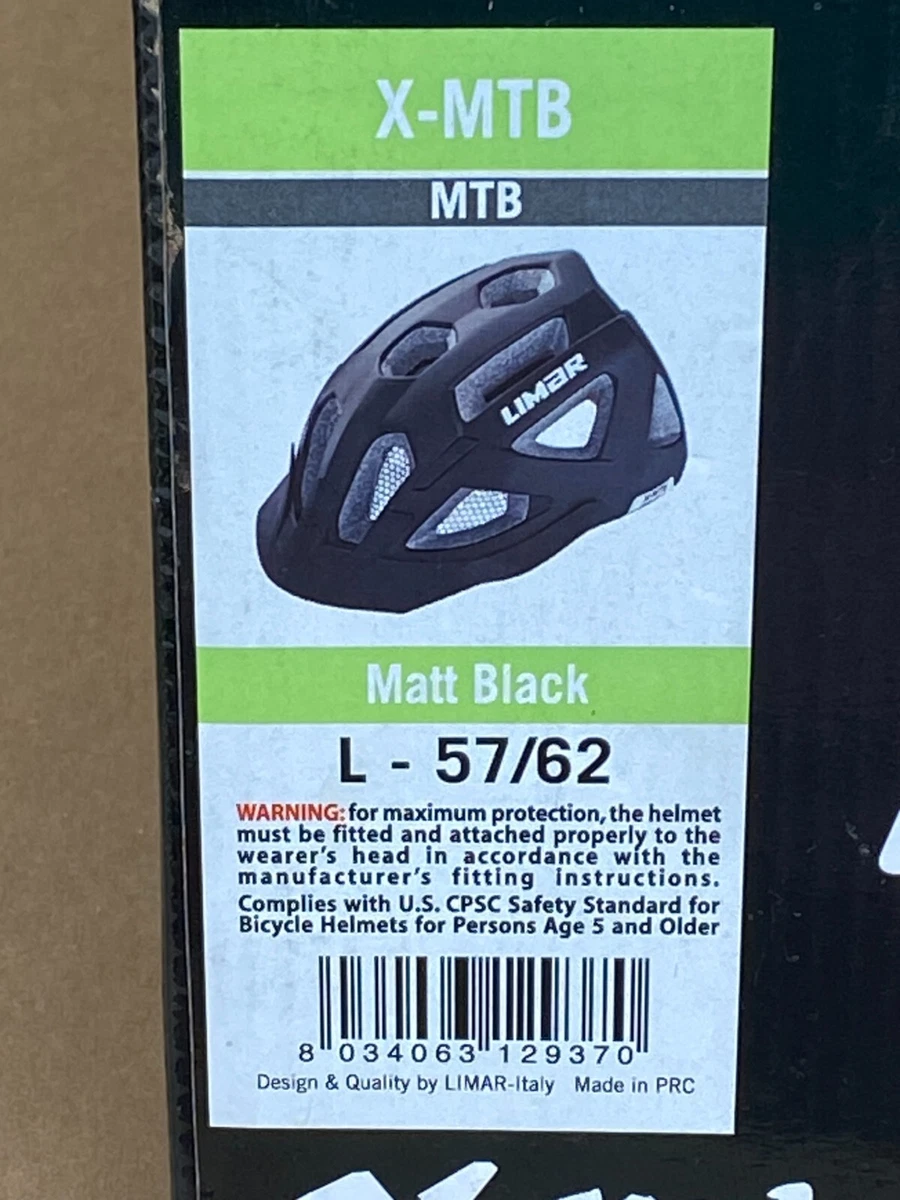 X-MTB
MTB
LIMAR
Matt Black
L - 57/62
WARNING: for maximum protection, the helmet
must be fitted and attached properly to the
wearer's head in accordance with the
manufacturer's fitting instructions.
Complies with U.S. CPSC Safety Standard for
Bicycle Helmets for Persons Age 5 and Older
8 034063 129370
Design & Quality by LIMAR-Italy Made in PRC